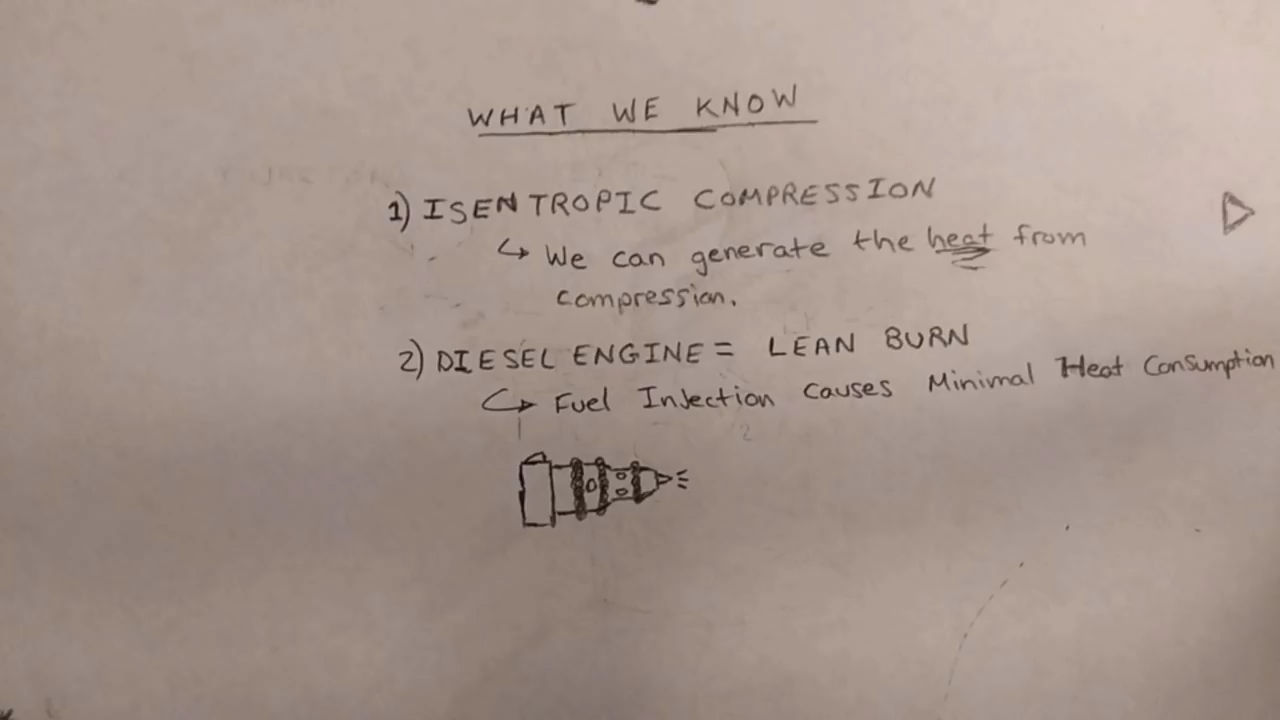 WHAT WE KNOW
1) ISENTROPIC COMPRESSION
↳ We can generate the heat from
compression.
2) DIESEL ENGINE = LEAN BURN
↳ Fuel Injection Causes Minimal Heat Consumption